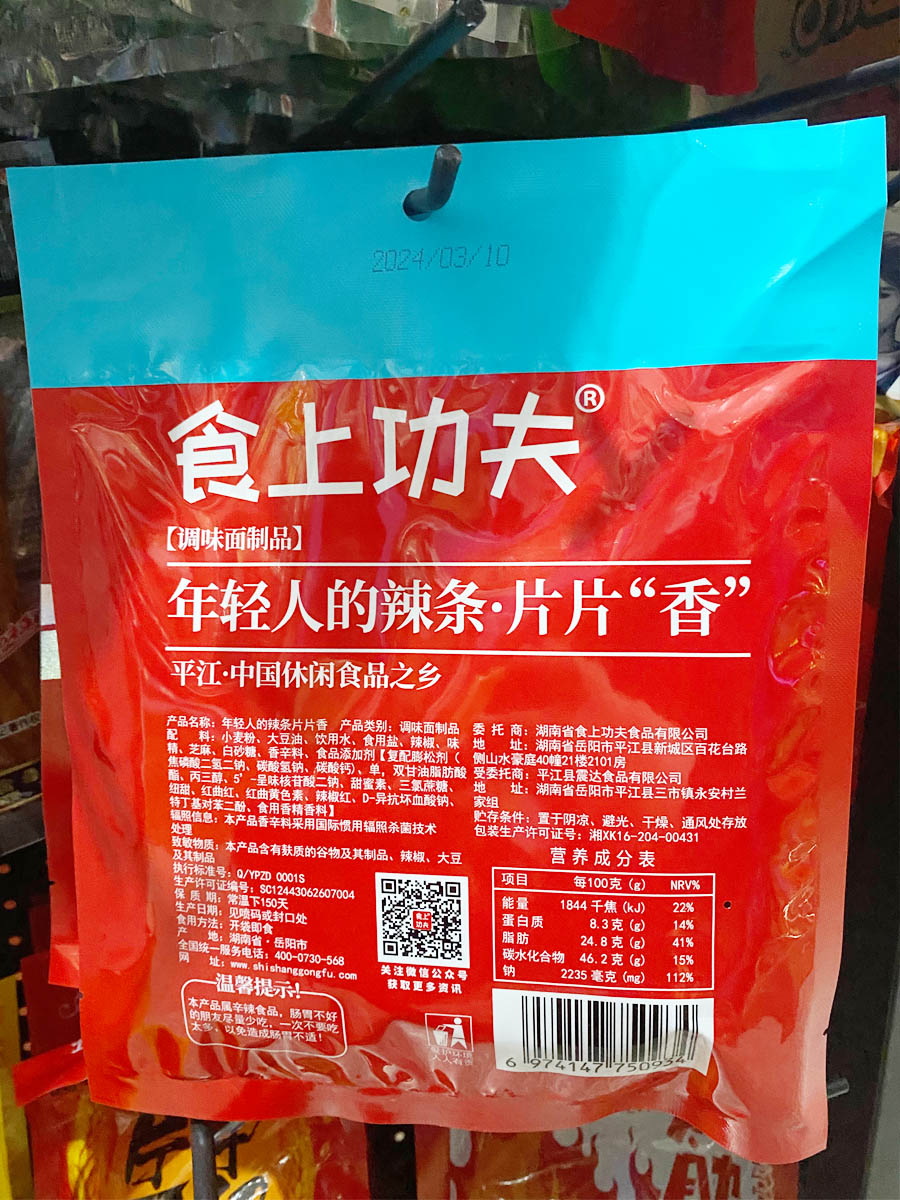 2024/03/10
食上功夫®
【调味面制品】
年轻人的辣条·片片“香”
平江·中国休闲食品之乡
产品名称：年轻人的辣条片片香 产品类别：调味面制品
配 料：小麦粉、大豆油、饮用水、食用盐、辣椒、味
精、芝麻、白砂糖、香辛料、食品添加剂【复配膨松剂（
焦磷酸二氢二钠、碳酸氢钠、碳酸钙）、单，双甘油脂肪酸
酯、丙三醇、5’-呈味核苷酸二钠、甜蜜素、三氯蔗糖、
纽甜、红曲红、红曲黄色素、辣椒红、D-异抗坏血酸钠、
特丁基对苯二酚、食用香精香料】
辐照信息：本产品香辛料采用国际惯用辐照杀菌技术
处理
致敏物质：本产品含有麸质的谷物及其制品、辣椒、大豆
及其制品
执行标准号：Q/YPZD 0001S
生产许可证编号：SC12443062607004
保 质 期：常温下150天
生产日期：见喷码或封口处
食用方法：开袋即食
产 地：湖南省·岳阳市
全国统一服务电话：400-0730-568
网 址：www.shishanggongfu.com
温馨提示!
本产品属辛辣食品，肠胃不好
的朋友尽量少吃，一次不要吃
太多，以免造成肠胃不适！
委 托 商：湖南省食上功夫食品有限公司
地 址：湖南省岳阳市平江县新城区百花台路
侧山水豪庭40幢21楼2101房
受委托商：平江县震达食品有限公司
地 址：湖南省岳阳市平江县三市镇永安村兰
家组
贮存条件：置于阴凉、避光、干燥、通风处存放
包装生产许可证号：湘XK16-204-00431
营养成分表
项目 每100克（g） NRV%
能量 1844 千焦（kJ） 22%
蛋白质 8.3 克（g） 14%
脂肪 24.8 克（g） 41%
碳水化合物 46.2 克（g） 15%
钠 2235 毫克（mg） 112%
食上
功夫
关注微信公众号
获取更多资讯
保护环境
人人有责
6 974147 750934